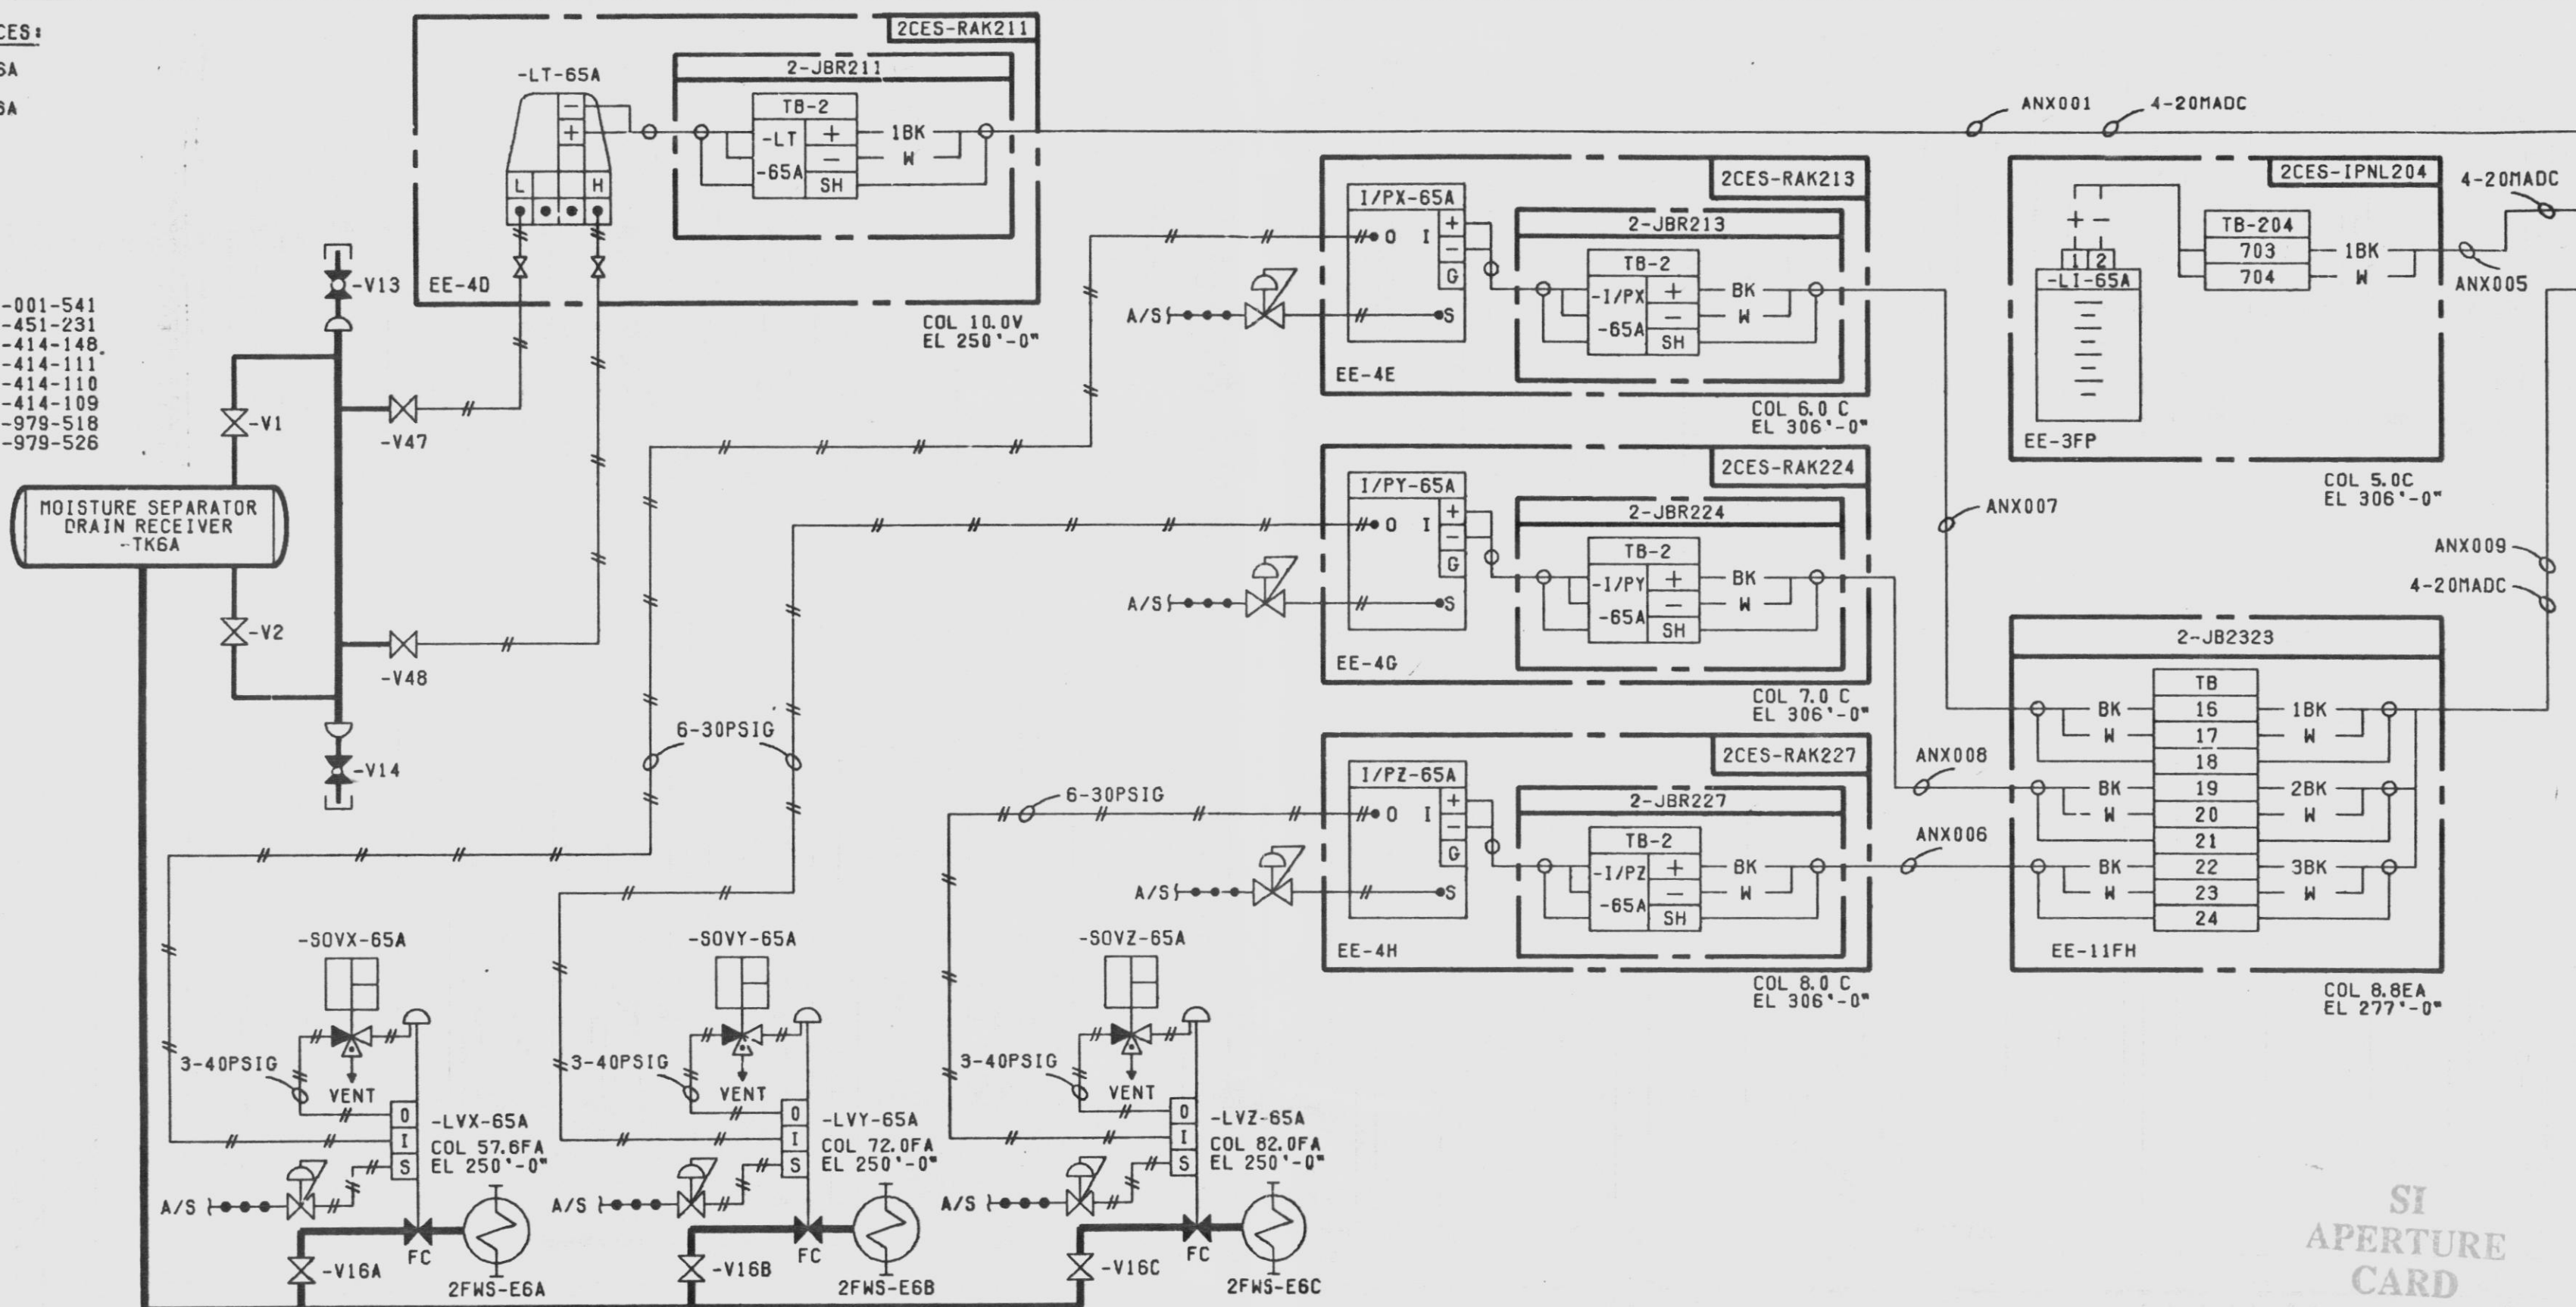 CES:
6A
6A
-001-541
-451-231
-414-148
-414-111
-414-110
-414-109
-979-518
-979-526
2CES-RAK211
-LT-65A
-
+
L
H
2-JBR211
TB-2
-LT
-65A
+
-
SH
1BK
W
EE-4D
COL 10.0V
EL 250'-0"
ANX001
4-20MADC
-V13
-V1
-V47
MOISTURE SEPARATOR
DRAIN RECEIVER
-TK6A
-V2
-V48
-V14
2CES-RAK213
I/PX-65A
O
I
+
-
G
S
A/S
2-JBR213
TB-2
-I/PX
-65A
+
-
SH
BK
W
EE-4E
COL 6.0 C
EL 306'-0"
2CES-IPNL204
4-20MADC
+ -
1 2
-LI-65A
TB-204
703
704
1BK
W
ANX005
EE-3FP
COL 5.0C
EL 306'-0"
2CES-RAK224
I/PY-65A
O
I
+
-
G
S
A/S
2-JBR224
TB-2
-I/PY
-65A
+
-
SH
BK
W
EE-4G
COL 7.0 C
EL 306'-0"
ANX007
ANX009
4-20MADC
6-30PSIG
2CES-RAK227
I/PZ-65A
O
I
+
-
G
S
A/S
6-30PSIG
2-JBR227
TB-2
-I/PZ
-65A
+
-
SH
BK
W
EE-4H
COL 8.0 C
EL 306'-0"
ANX008
ANX006
2-JB2323
TB
BK 16 1BK
W 17 W
18
BK 19 2BK
W 20 W
21
BK 22 3BK
W 23 W
24
EE-11FH
COL 8.8EA
EL 277'-0"
-SOVX-65A
3-40PSIG
VENT
O
I
S
-LVX-65A
COL 57.6FA
EL 250'-0"
A/S
FC
-V16A
2FWS-E6A
-SOVY-65A
3-40PSIG
VENT
O
I
S
-LVY-65A
COL 72.0FA
EL 250'-0"
A/S
FC
-V16B
2FWS-E6B
-SOVZ-65A
3-40PSIG
VENT
O
I
S
-LVZ-65A
COL 82.0FA
EL 250'-0"
A/S
FC
-V16C
2FWS-E6C
SI
APERTURE
CARD